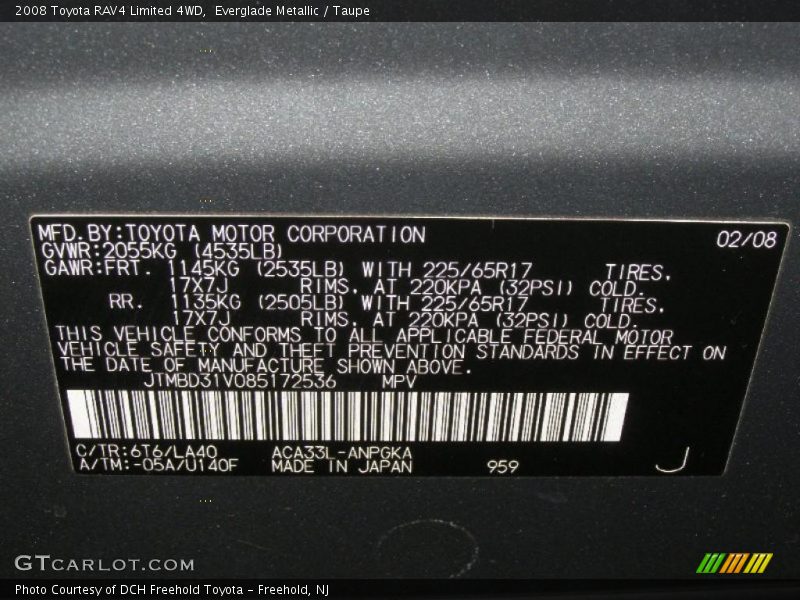 2008 Toyota RAV4 Limited 4WD,  Everglade Metallic / Taupe
MFD.BY:TOYOTA MOTOR CORPORATION 02/08
GVWR:2055KG (4535LB)
GAWR:FRT. 1145KG (2535LB) WITH 225/65R17 TIRES,
17X7J RIMS, AT 220KPA (32PSI) COLD.
RR. 1135KG (2505LB) WITH 225/65R17 TIRES,
17X7J RIMS, AT 220KPA (32PSI) COLD.
THIS VEHICLE CONFORMS TO ALL APPLICABLE FEDERAL MOTOR
VEHICLE SAFETY AND THEFT PREVENTION STANDARDS IN EFFECT ON
THE DATE OF MANUFACTURE SHOWN ABOVE.
JTMBD31V085172536 MPV
C/TR:6T6/LA40 ACA33L-ANPGKA
A/TM:-05A/U140F MADE IN JAPAN 959 J
GTCARLOT.COM
Photo Courtesy of DCH Freehold Toyota - Freehold, NJ